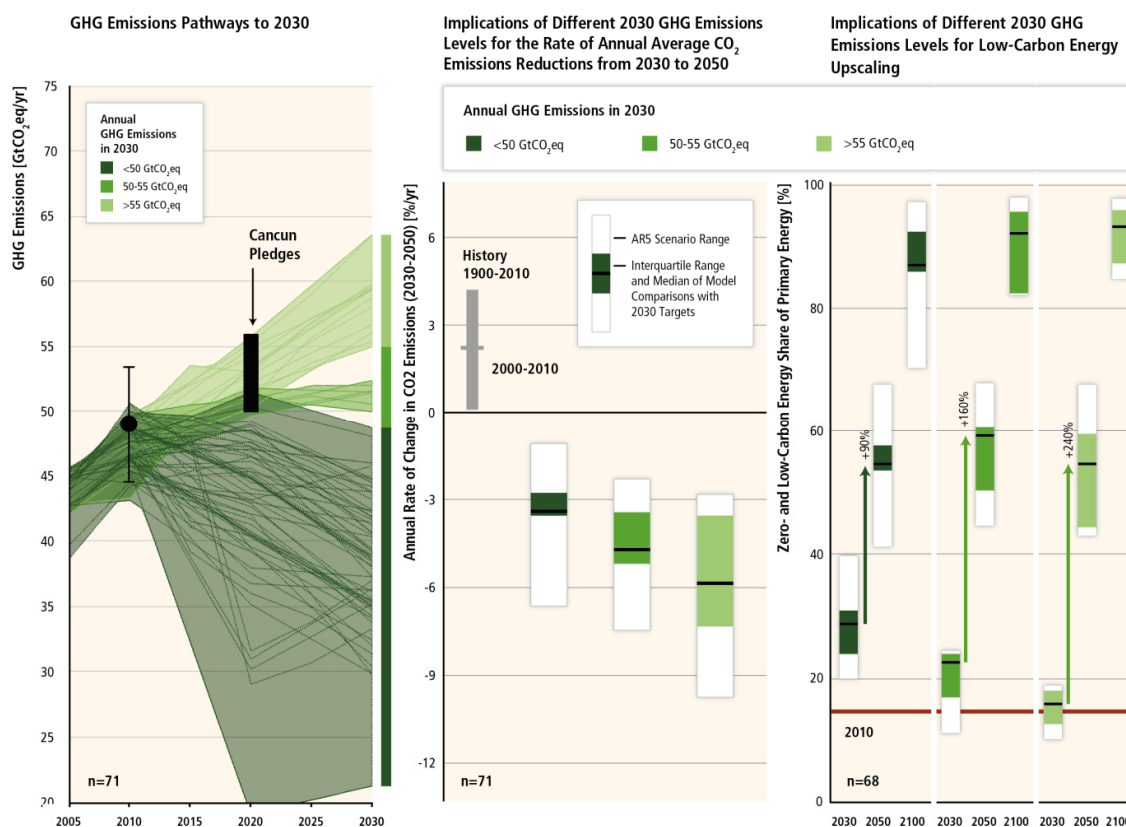 GHG Emissions Pathways to 2030
Implications of Different 2030 GHG Emissions
Levels for the Rate of Annual Average CO₂
Emissions Reductions from 2030 to 2050
Implications of Different 2030 GHG
Emissions Levels for Low-Carbon Energy
Upscaling
GHG Emissions [GtCO₂eq/yr]
75
70
65
60
55
50
45
40
35
30
25
20
Annual
GHG Emissions
in 2030
<50 GtCO₂eq
50-55 GtCO₂eq
>55 GtCO₂eq
Cancun
Pledges
n=71
2005
2010
2015
2020
2025
2030
Annual GHG Emissions in 2030
<50 GtCO₂eq
50-55 GtCO₂eq
>55 GtCO₂eq
Annual Rate of Change in CO2 Emissions (2030-2050) [%/yr]
6
3
0
-3
-6
-9
-12
History
1900-2010
2000-2010
AR5 Scenario Range
Interquartile Range
and Median of Model
Comparisons with
2030 Targets
n=71
Zero- and Low-Carbon Energy Share of Primary Energy [%]
100
80
60
40
20
0
+90%
+160%
+240%
2010
n=68
2030
2050
2100
2030
2050
2100
2030
2050
2100